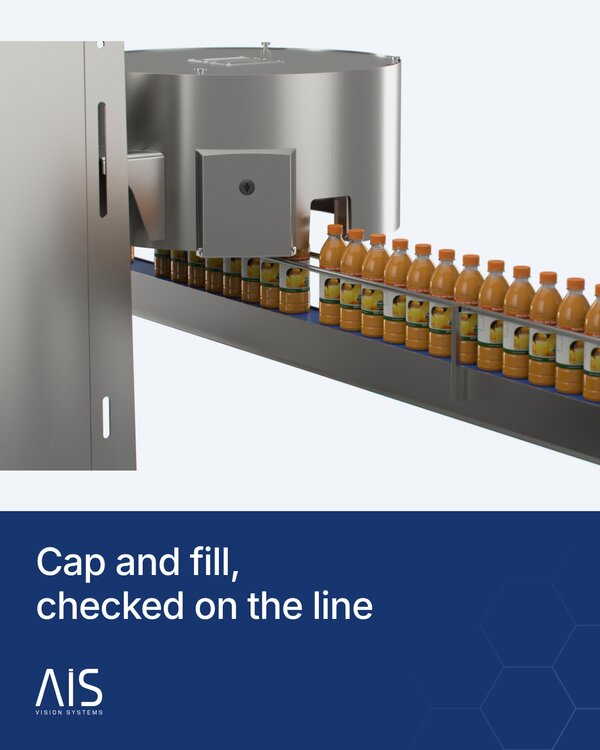 Cap and fill,
checked on the line
AIS
VISION SYSTEMS